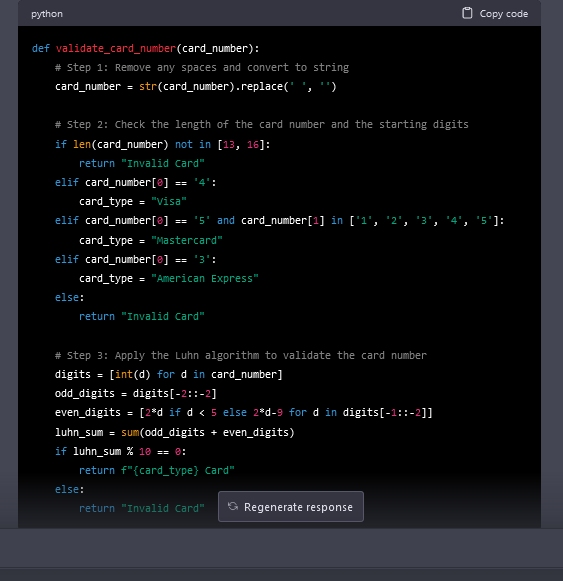 python
Copy code
def validate_card_number(card_number):
    # Step 1: Remove any spaces and convert to string
    card_number = str(card_number).replace(' ', '')

    # Step 2: Check the length of the card number and the starting digits
    if len(card_number) not in [13, 16]:
        return "Invalid Card"
    elif card_number[0] == '4':
        card_type = "Visa"
    elif card_number[0] == '5' and card_number[1] in ['1', '2', '3', '4', '5']:
        card_type = "Mastercard"
    elif card_number[0] == '3':
        card_type = "American Express"
    else:
        return "Invalid Card"

    # Step 3: Apply the Luhn algorithm to validate the card number
    digits = [int(d) for d in card_number]
    odd_digits = digits[-2::-2]
    even_digits = [2*d if d < 5 else 2*d-9 for d in digits[-1::-2]]
    luhn_sum = sum(odd_digits + even_digits)
    if luhn_sum % 10 == 0:
        return f"{card_type} Card"
    else:
        return "Invalid Card"
Regenerate response